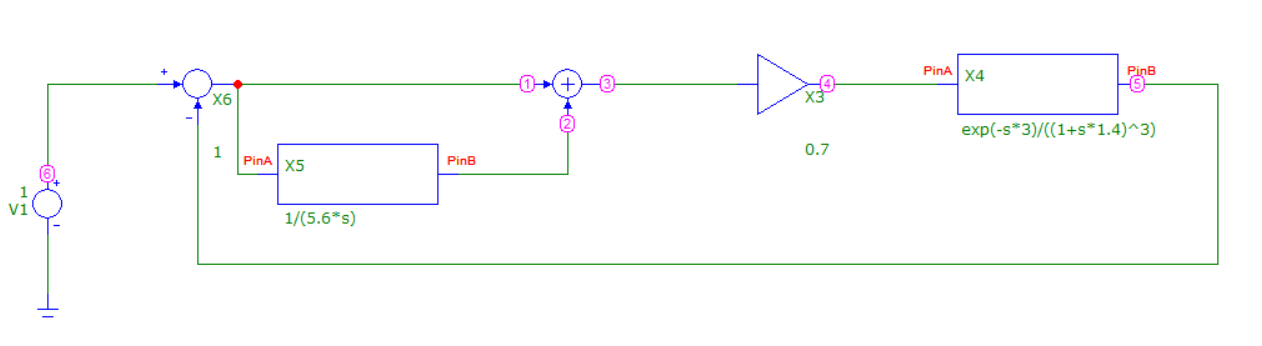 +
1
3
X6
X3
4
PinA
X4
PinB
5
exp(-s*3)/((1+s*1.4)^3)
-
2
1
0.7
PinA
X5
PinB
1/(5.6*s)
6
+
1
V1
-